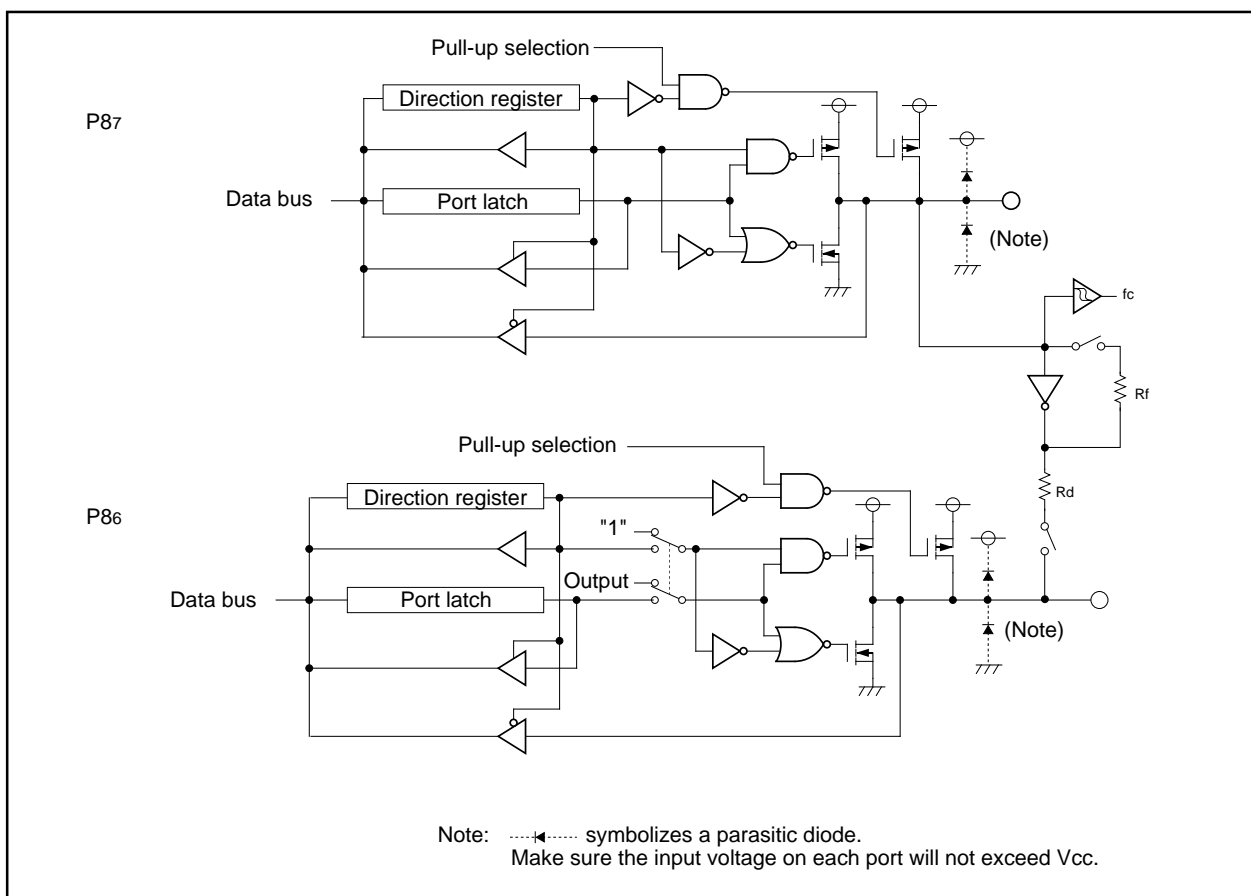 Pull-up selection
Direction register
P87
Data bus
Port latch
(Note)
fc
Rf
Pull-up selection
Rd
Direction register
P86
"1"
Output
Data bus
Port latch
(Note)
Note: symbolizes a parasitic diode.
Make sure the input voltage on each port will not exceed Vcc.